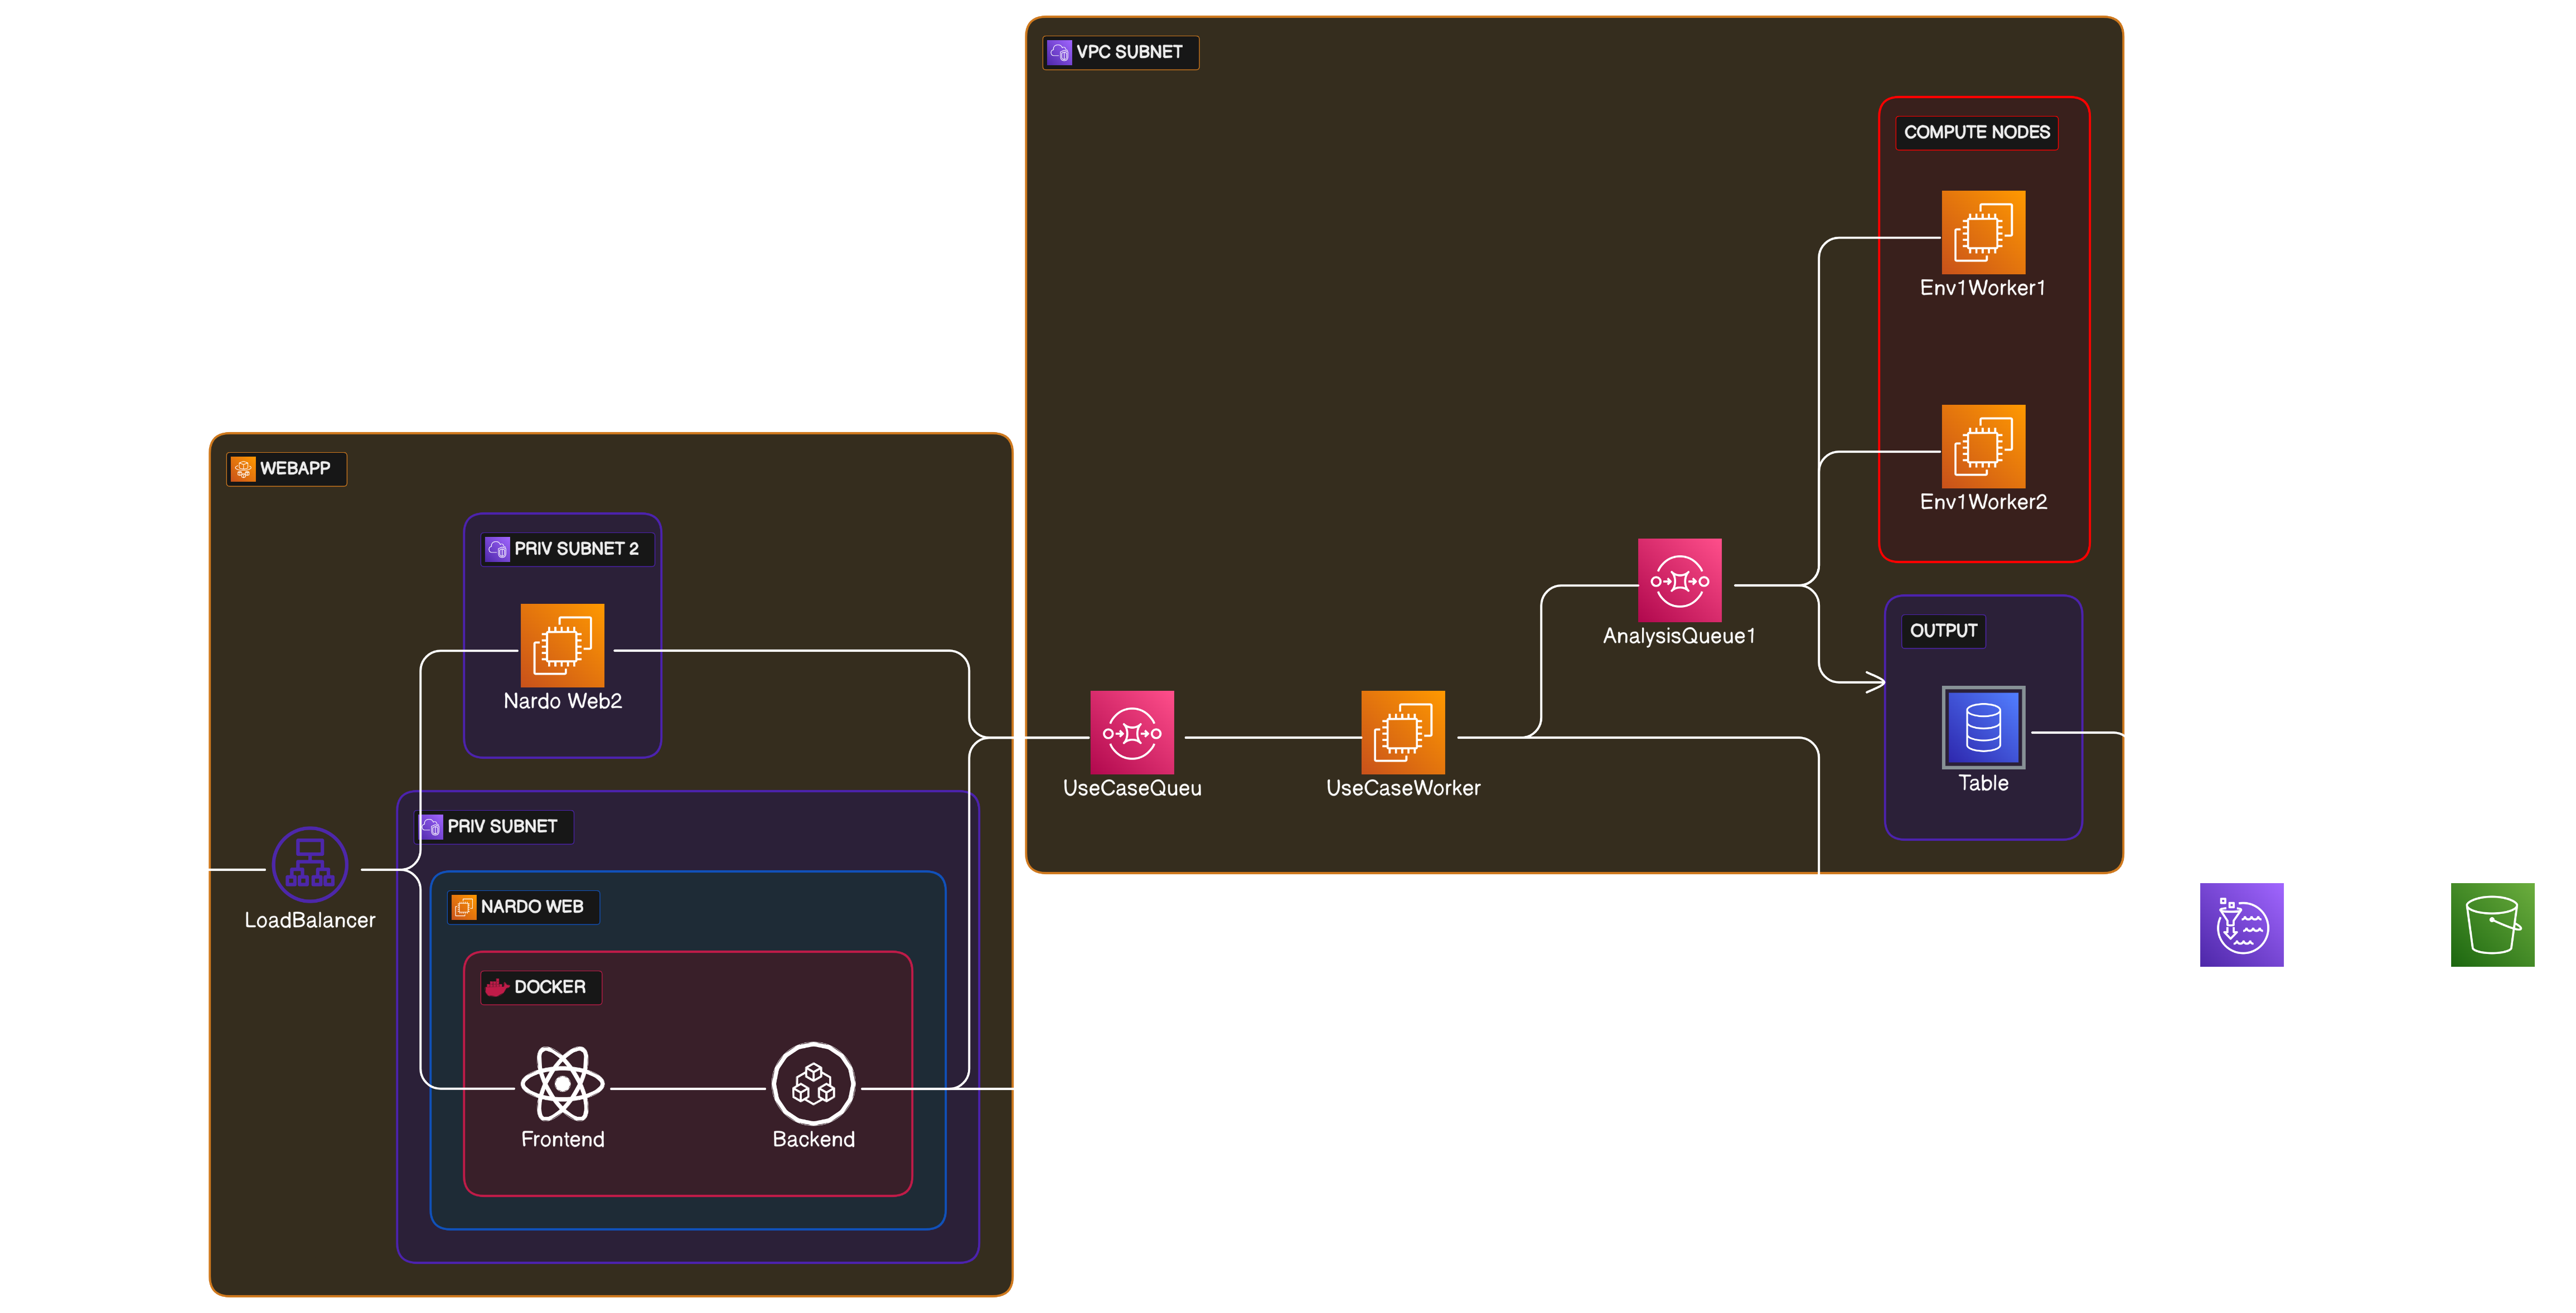 VPC SUBNET
COMPUTE NODES
Env1Worker1
Env1Worker2
WEBAPP
PRIV SUBNET 2
Nardo Web2
AnalysisQueue1
OUTPUT
Table
UseCaseQueu
UseCaseWorker
PRIV SUBNET
LoadBalancer
NARDO WEB
DOCKER
Frontend
Backend